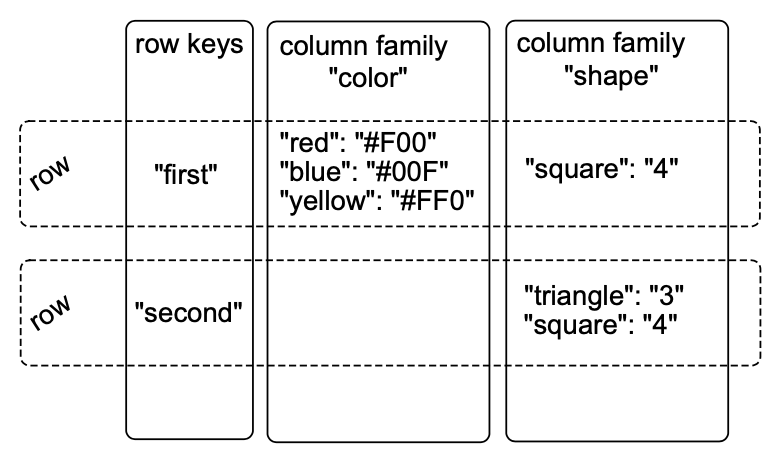 row keys
column family
"color"
column family
"shape"
row
"first"
"red": "#F00"
"blue": "#00F"
"yellow": "#FF0"
"square": "4"
row
"second"
"triangle": "3"
"square": "4"